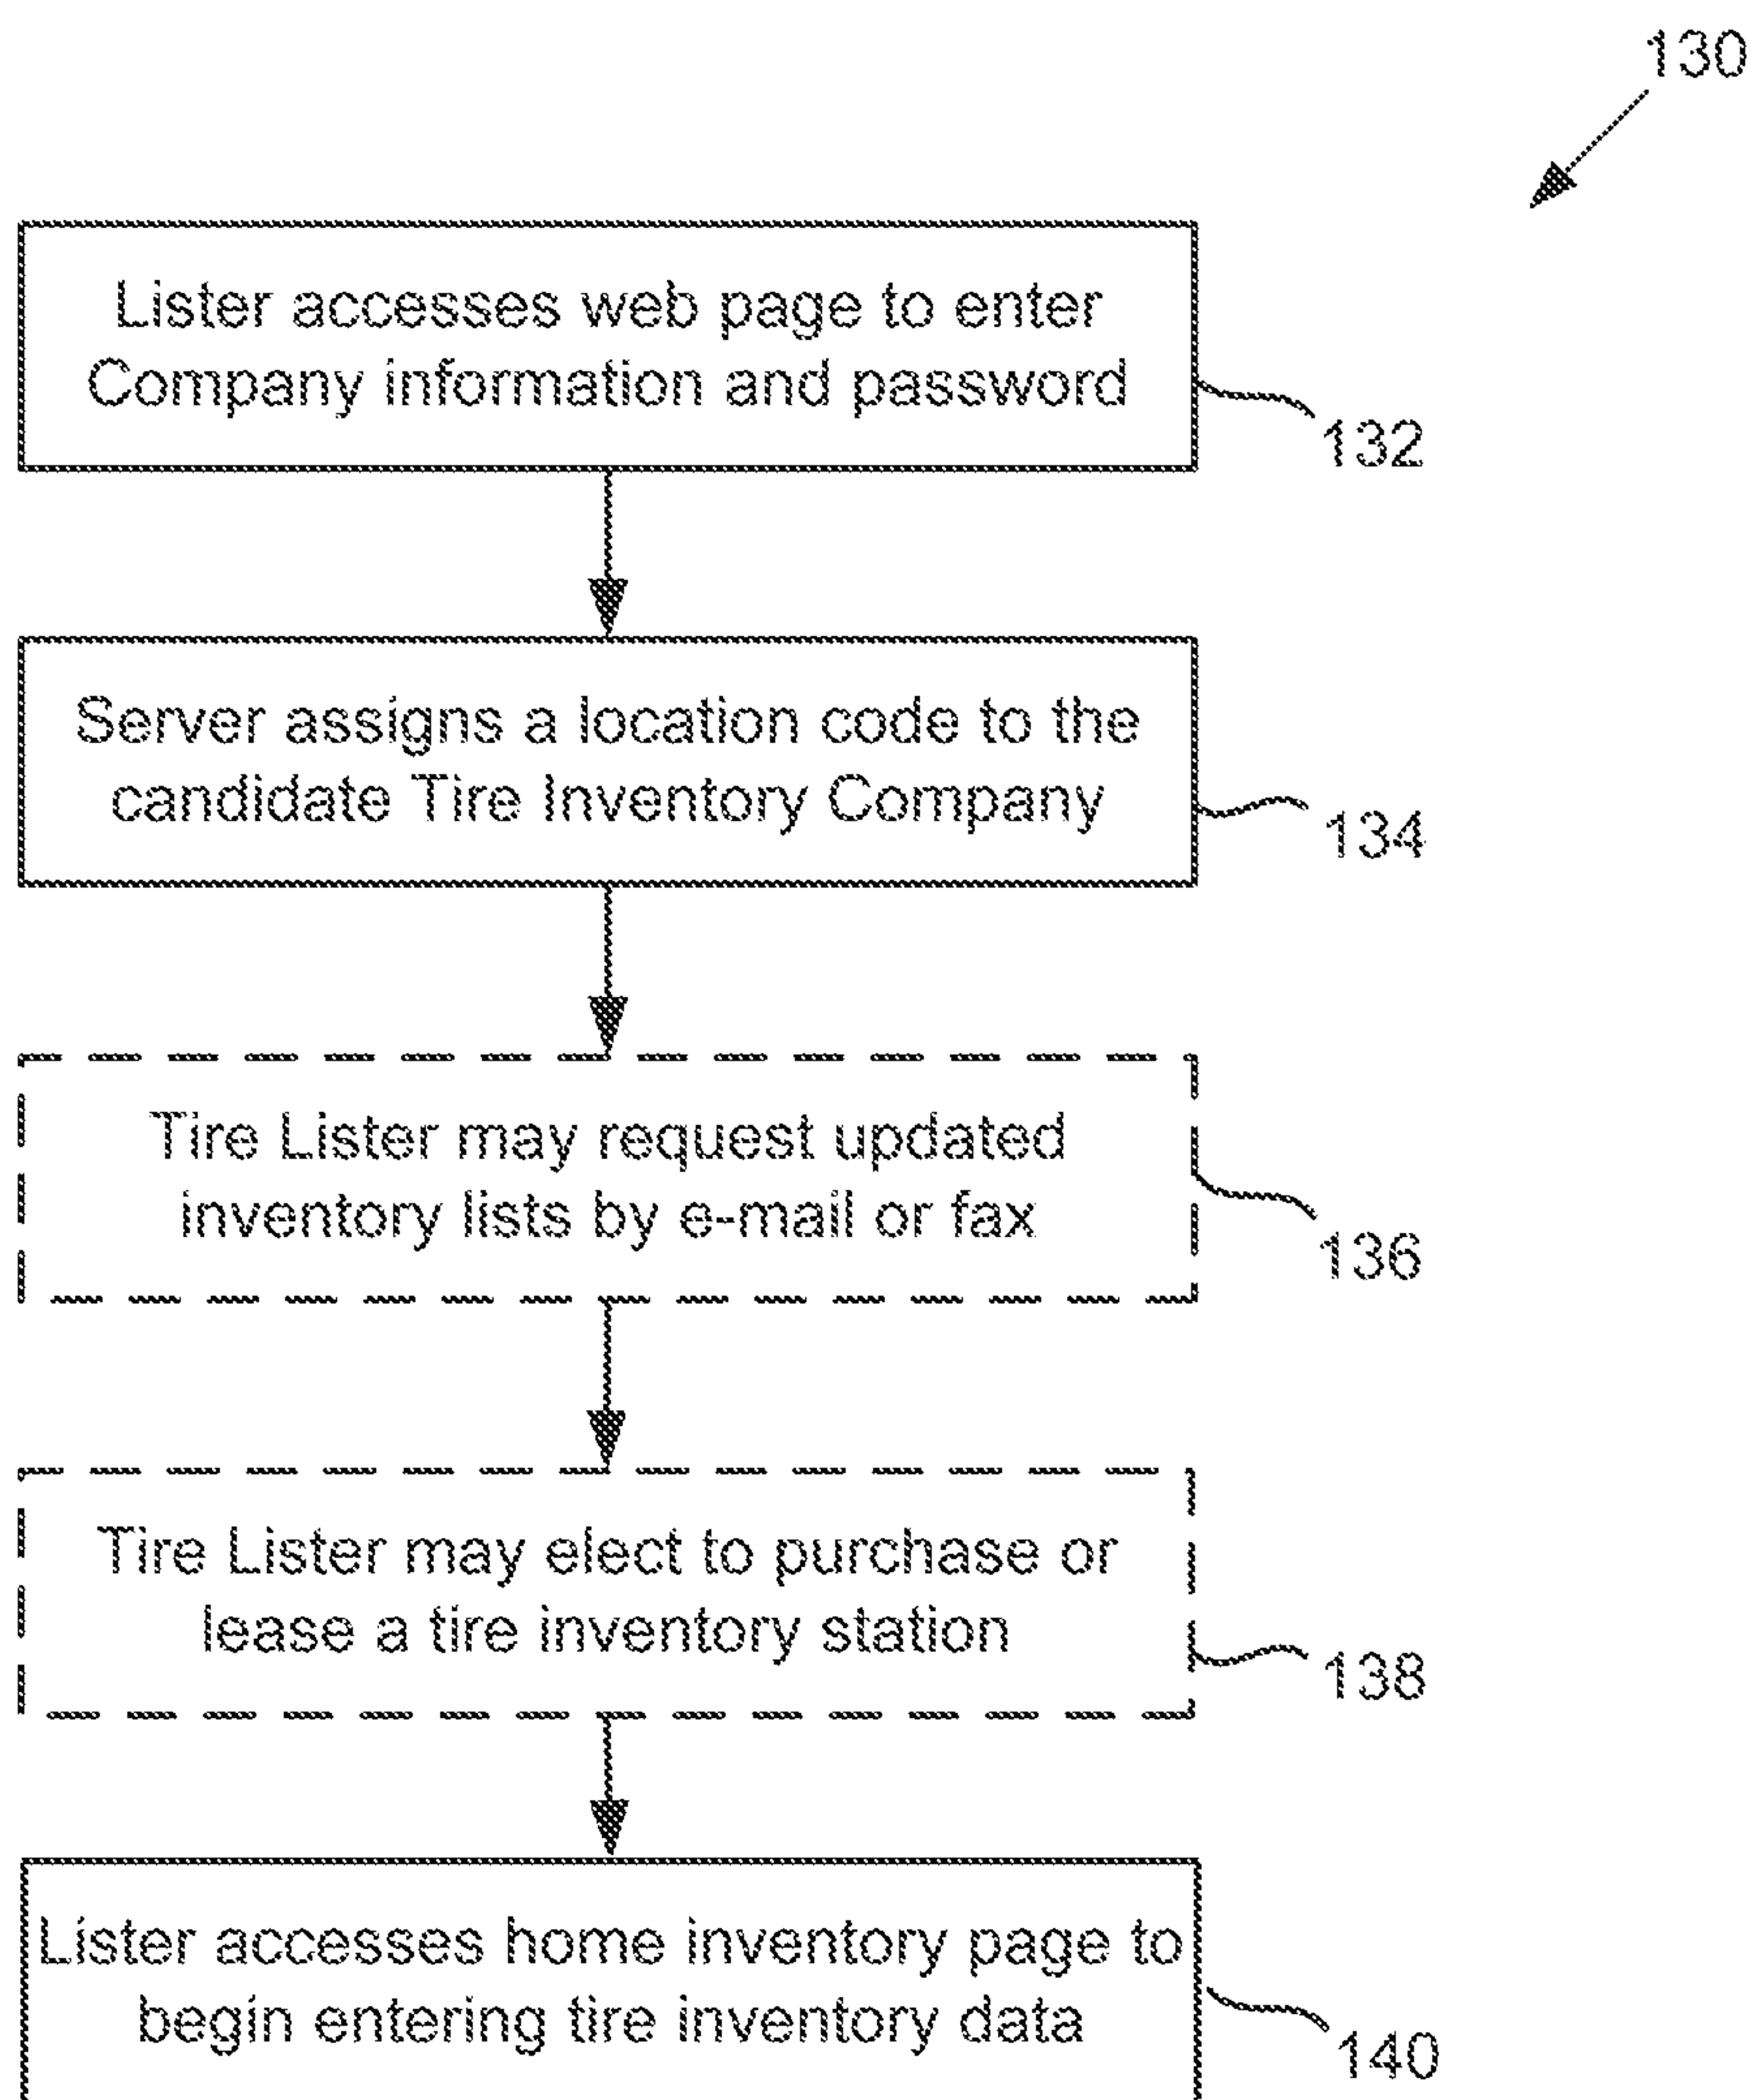 130
Lister accesses web page to enter
Company information and password
132
Server assigns a location code to the
candidate Tire Inventory Company
134
Tire Lister may request updated
inventory lists by e-mail or fax
136
Tire Lister may elect to purchase or
lease a tire inventory station
138
Lister accesses home inventory page to
begin entering tire inventory data
140